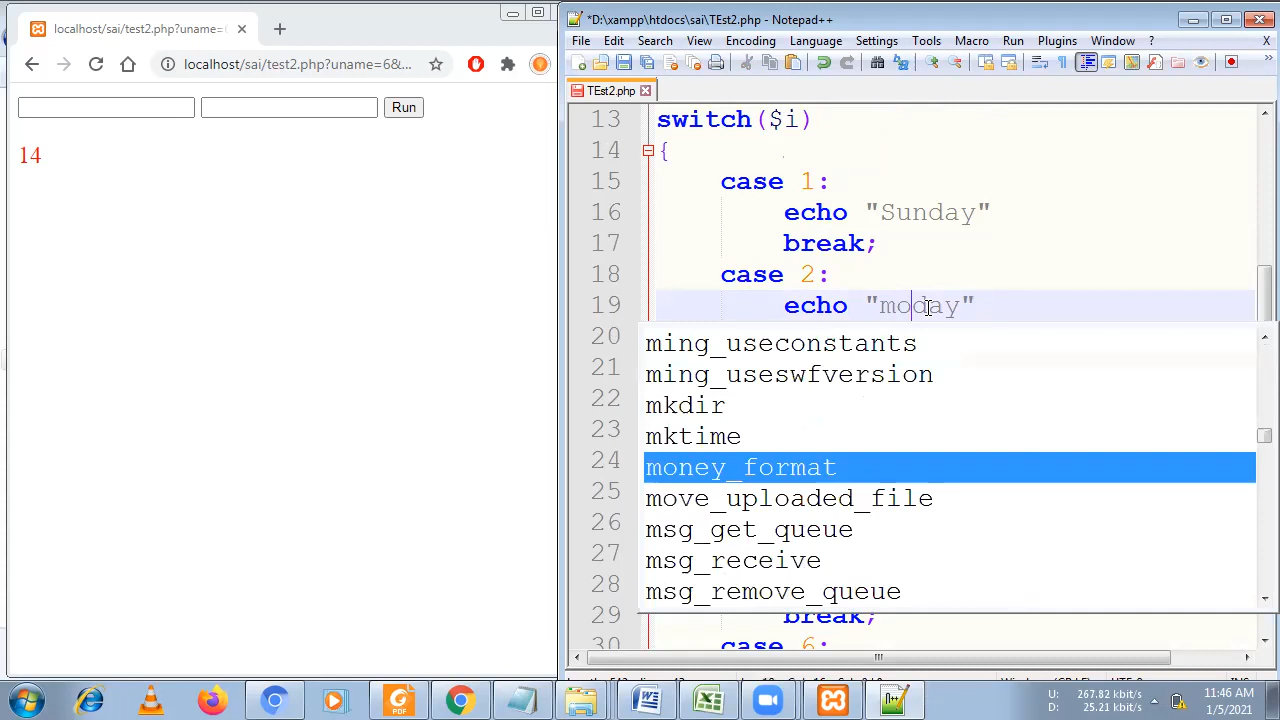 localhost/sai/test2.php?uname=
localhost/sai/test2.php?uname=6&...
Run
14
*D:\xampp\htdocs\sai\TEst2.php - Notepad++
File Edit Search View Encoding Language Settings Tools Macro Run Plugins Window ? X
TEst2.php
13 switch($i)
14 {
15 case 1:
16 echo "Sunday"
17 break;
18 case 2:
19 echo "moday"
20
21
22
23
24
25
26
27
28
29 break;
30 case 6:
ming_useconstants
ming_useswfversion
mkdir
mktime
money_format
move_uploaded_file
msg_get_queue
msg_receive
msg_remove_queue
U: 267.82 kbit/s
D: 25.21 kbit/s
11:46 AM
1/5/2021